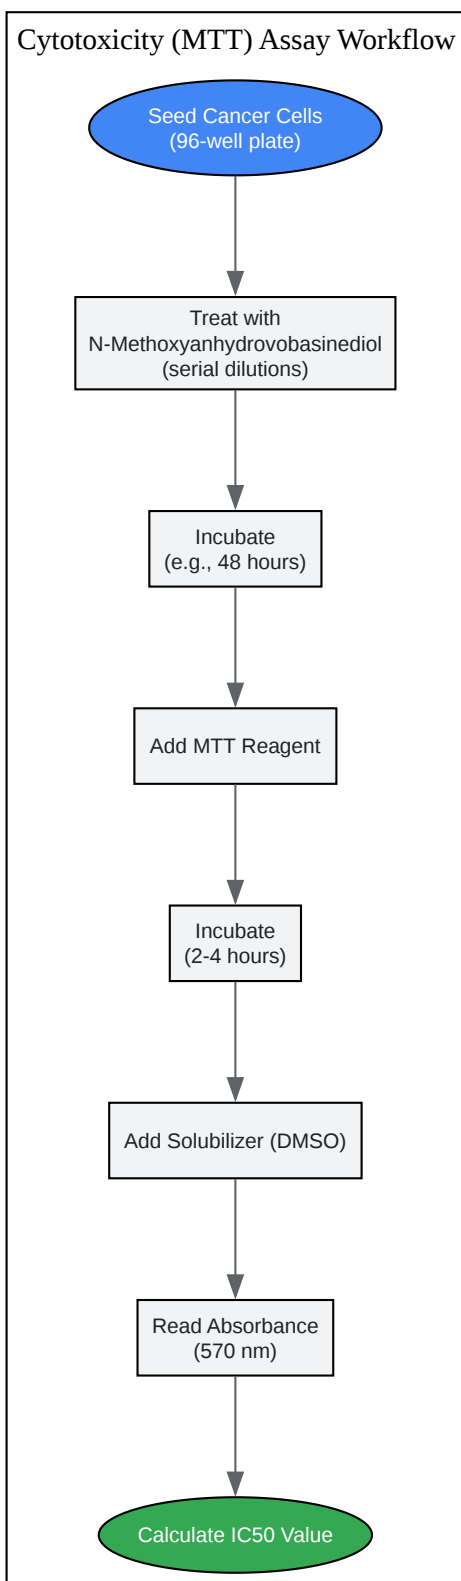 Cytotoxicity (MTT) Assay Workflow
Seed Cancer Cells
(96-well plate)
Treat with
N-Methoxyanhydrovobasinediol
(serial dilutions)
Incubate
(e.g., 48 hours)
Add MTT Reagent
Incubate
(2-4 hours)
Add Solubilizer (DMSO)
Read Absorbance
(570 nm)
Calculate IC50 Value